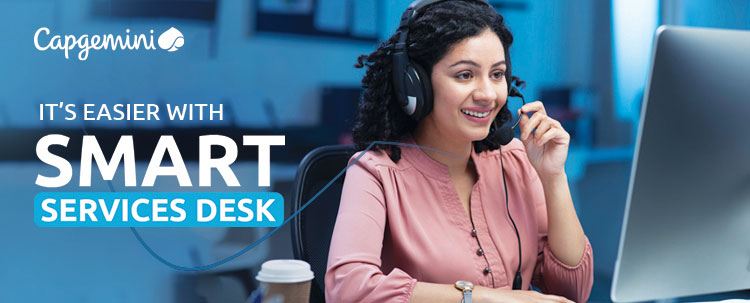 Capgemini
IT’S EASIER WITH
SMART
SERVICES DESK